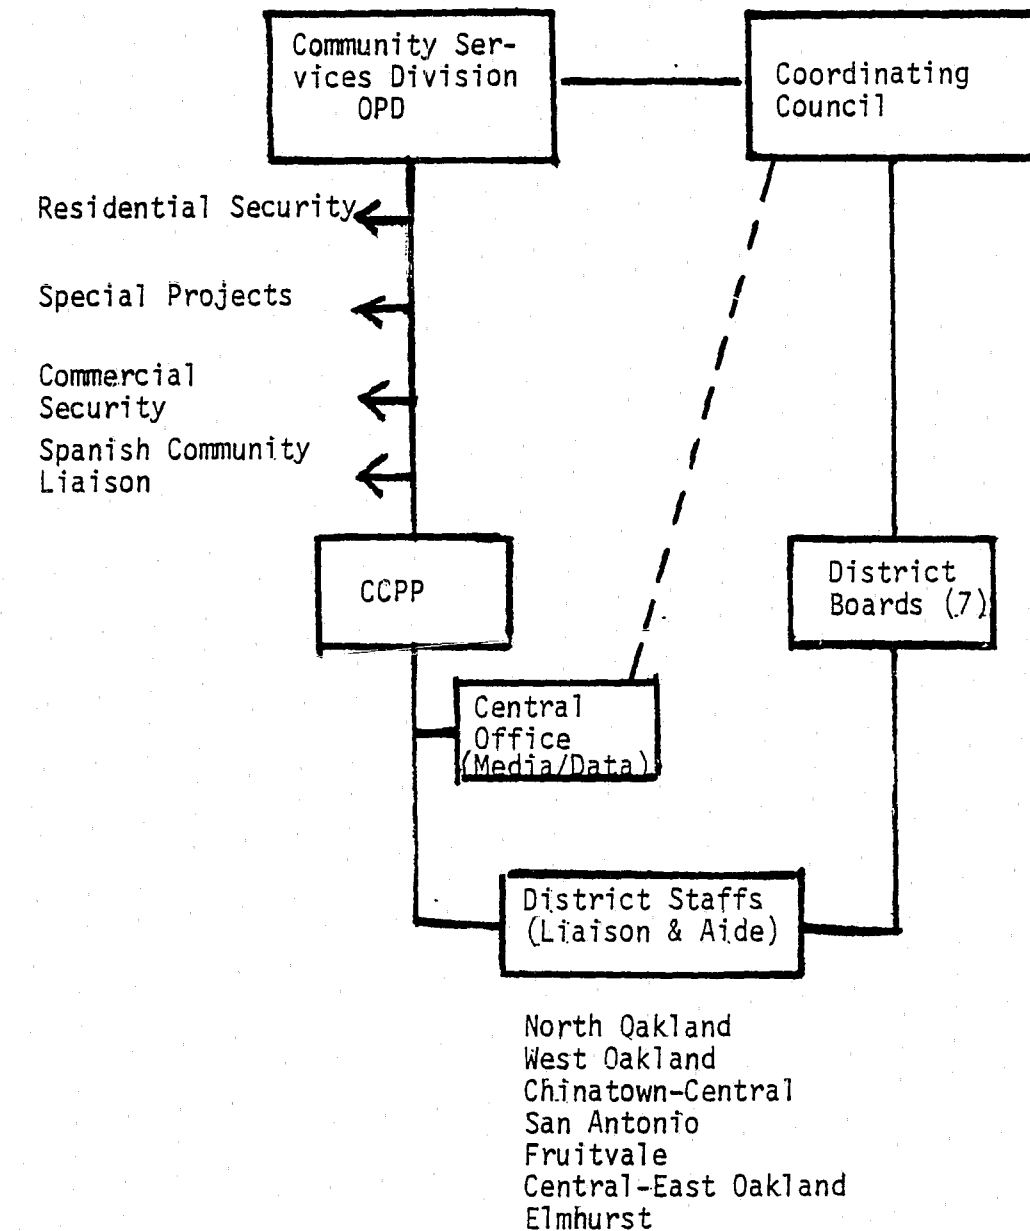 Community Ser-
vices Division
OPD
Coordinating
Council
Residential Security
Special Projects
Commercial
Security
Spanish Community
Liaison
CCPP
District
Boards (7)
Central
Office
(Media/Data)
District Staffs
(Liaison & Aide)
North Oakland
West Oakland
Chinatown-Central
San Antonio
Fruitvale
Central-East Oakland
Elmhurst